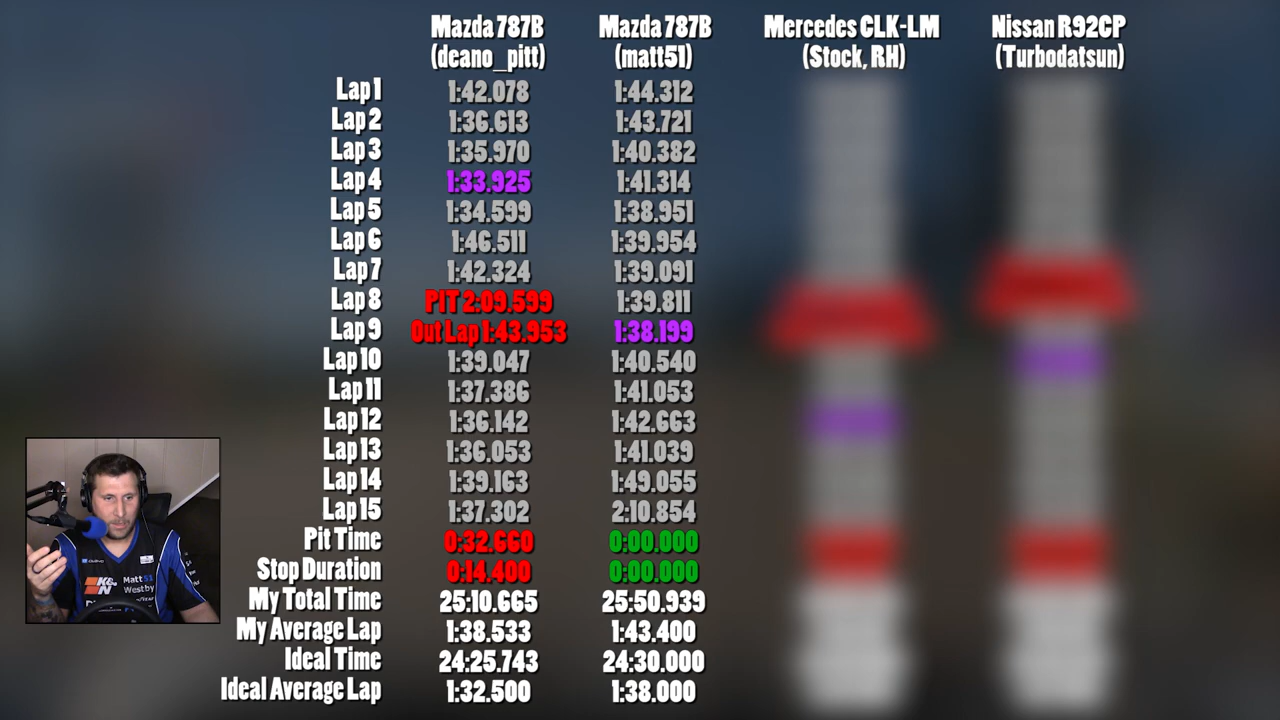 Mazda 787B Mazda 787B Mercedes CLK-LM Nissan R92CP
(deano_pitt) (matt51) (Stock, RH) (Turbodatsun)
Lap 1 1:42.078 1:44.312
Lap 2 1:36.613 1:43.721
Lap 3 1:35.970 1:40.382
Lap 4 1:33.925 1:41.314
Lap 5 1:34.599 1:38.951
Lap 6 1:46.511 1:39.954
Lap 7 1:42.324 1:39.091
Lap 8 PIT 2:09.599 1:39.811
Lap 9 Out Lap 1:43.953 1:38.199
Lap 10 1:39.047 1:40.540
Lap 11 1:37.386 1:41.053
Lap 12 1:36.142 1:42.663
Lap 13 1:36.053 1:41.039
Lap 14 1:39.163 1:49.055
Lap 15 1:37.302 2:10.854
Pit Time 0:32.660 0:00.000
Stop Duration 0:14.400 0:00.000
My Total Time 25:10.665 25:50.939
My Average Lap 1:38.533 1:43.400
Ideal Time 24:25.743 24:30.000
Ideal Average Lap 1:32.500 1:38.000
K&N
Matt51
Westby